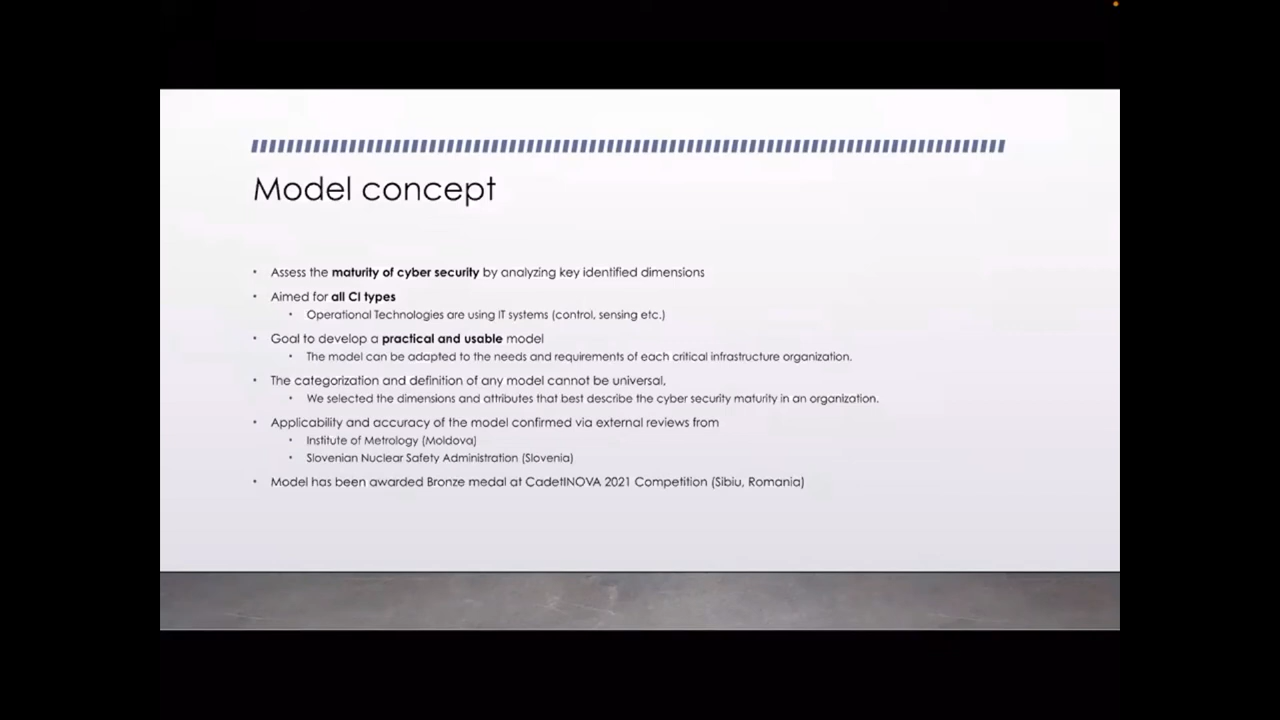 Model concept
• Assess the maturity of cyber security by analyzing key identified dimensions
• Aimed for all CI types
• Operational Technologies are using IT systems (control, sensing etc.)
• Goal to develop a practical and usable model
• The model can be adapted to the needs and requirements of each critical infrastructure organization.
• The categorization and definition of any model cannot be universal,
• We selected the dimensions and attributes that best describe the cyber security maturity in an organization.
• Applicability and accuracy of the model confirmed via external reviews from
• Institute of Metrology (Moldova)
• Slovenian Nuclear Safety Administration (Slovenia)
• Model has been awarded Bronze medal at CadetINOVA 2021 Competition (Sibiu, Romania)